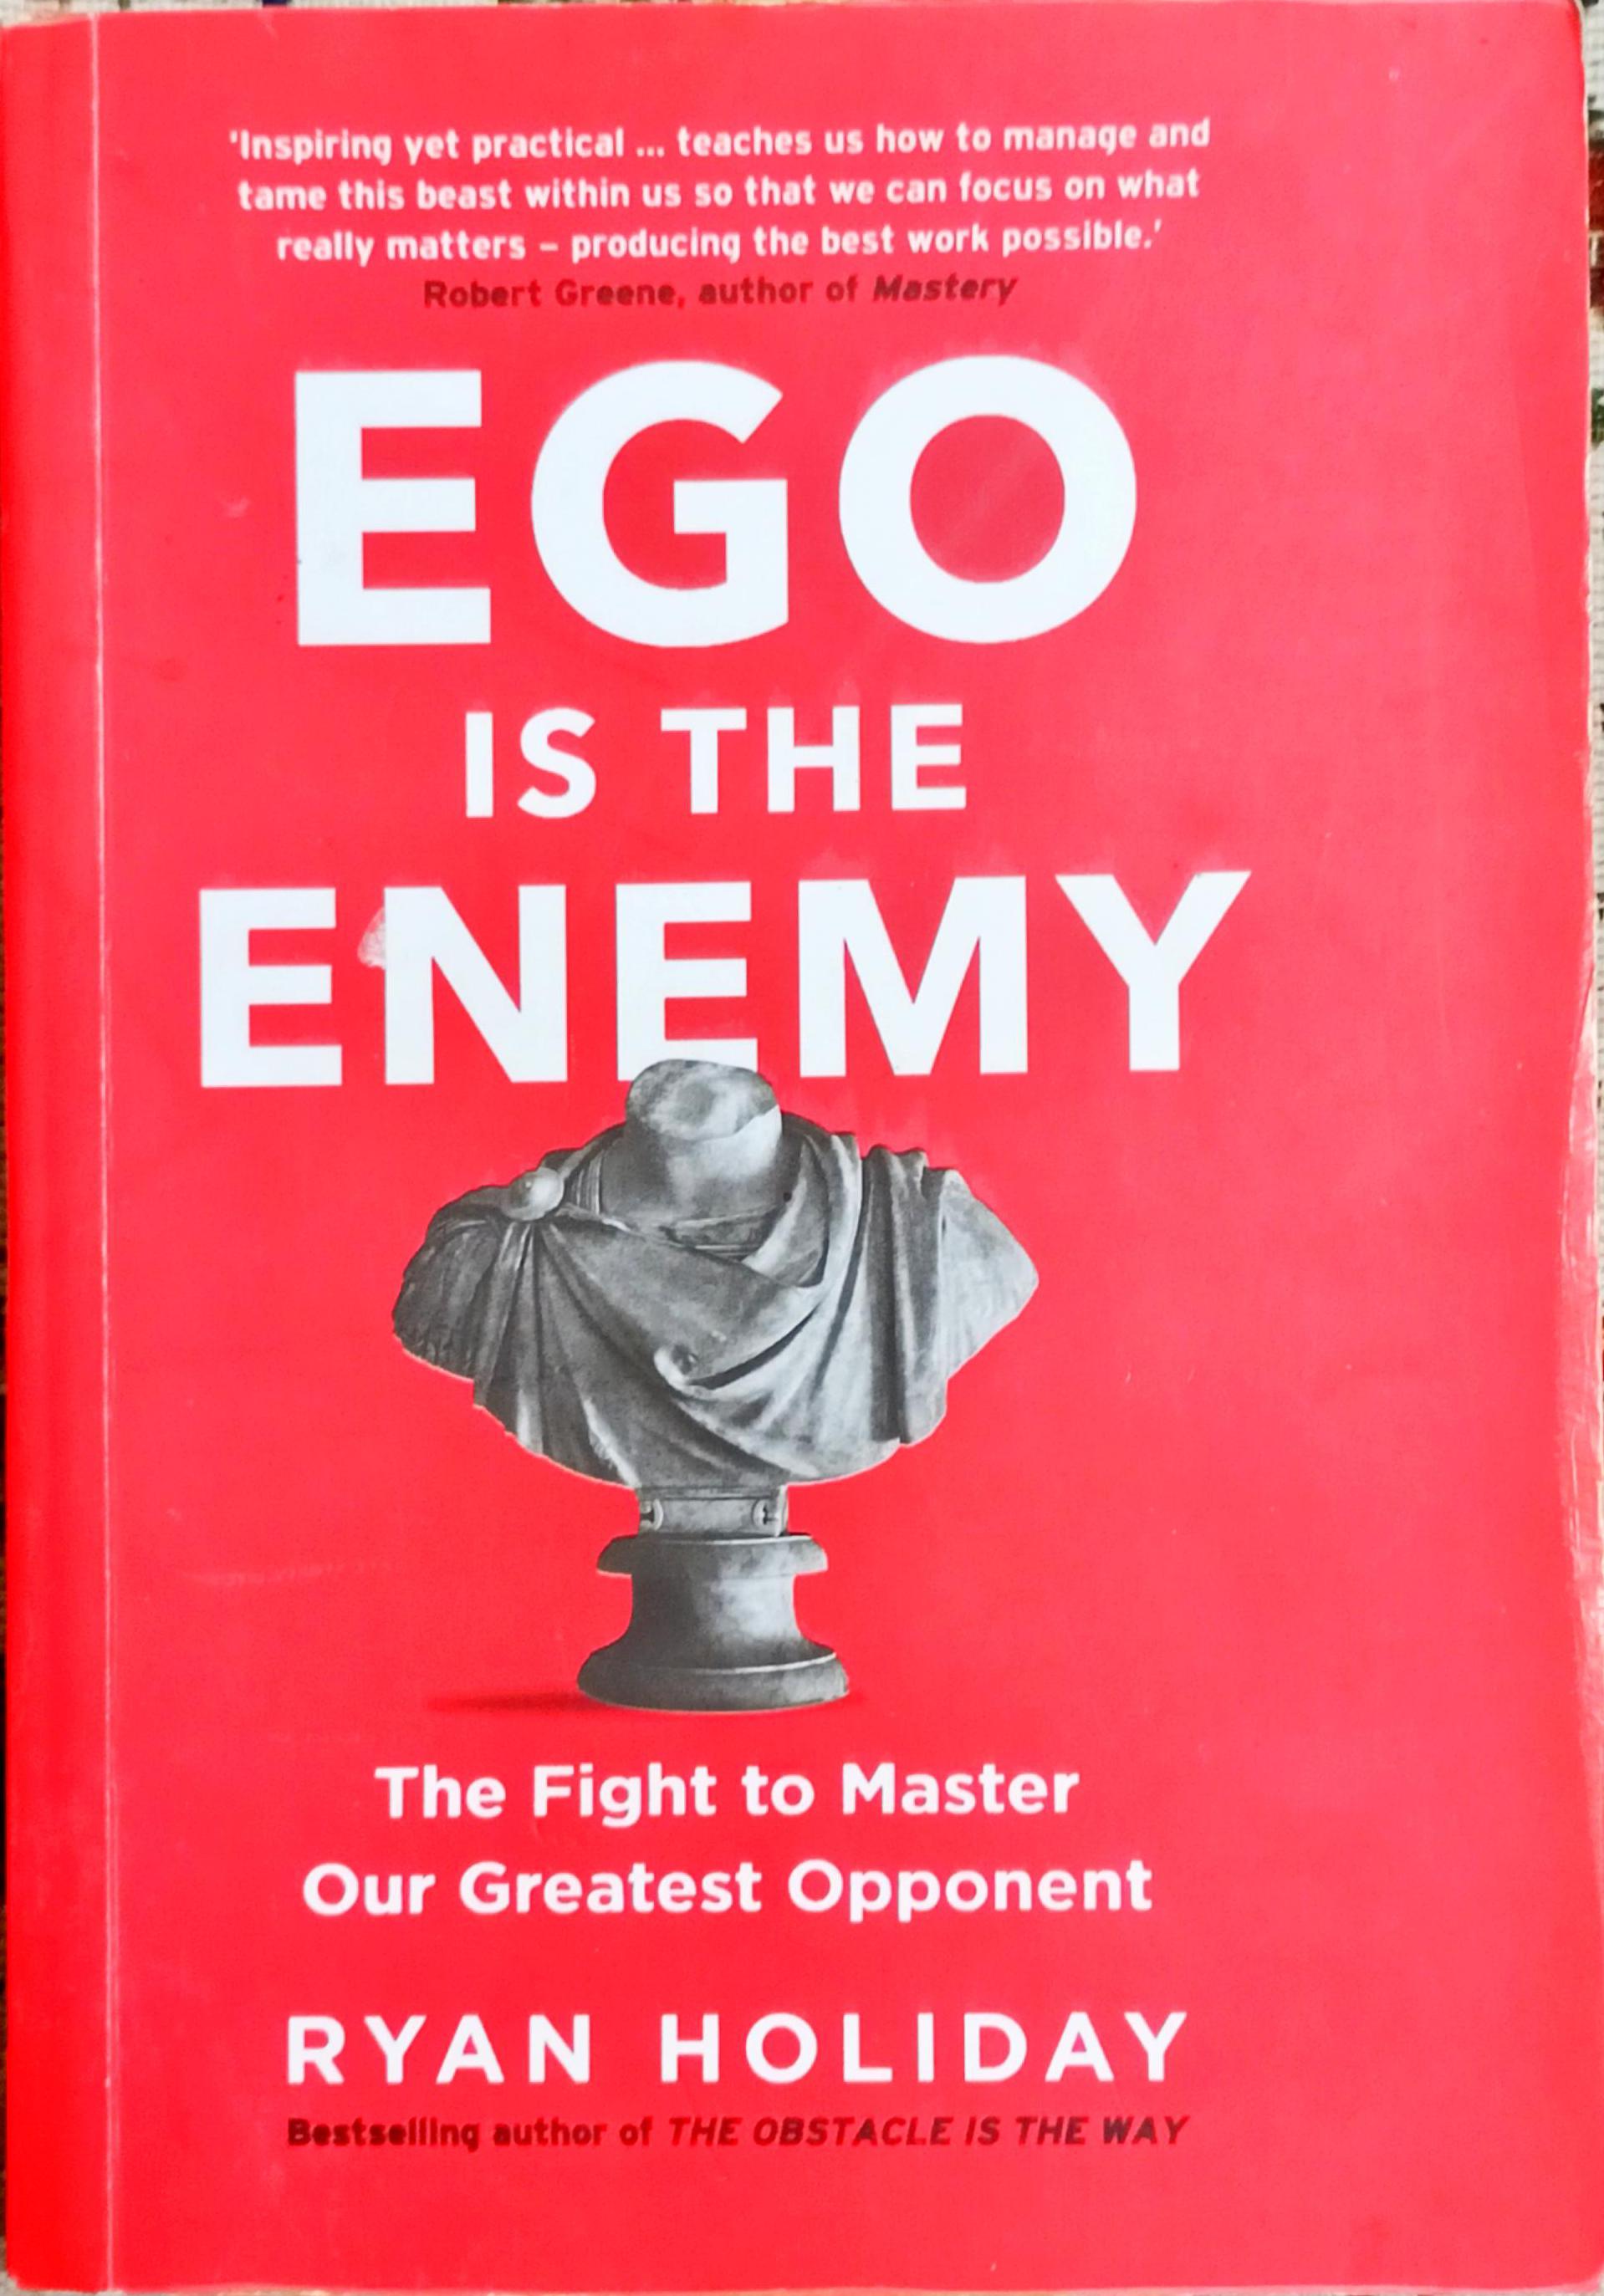 'Inspiring yet practical ... teaches us how to manage and
tame this beast within us so that we can focus on what
really matters – producing the best work possible.'
Robert Greene, author of Mastery
EGO
IS THE
ENEMY
The Fight to Master
Our Greatest Opponent
RYAN HOLIDAY
Bestselling author of THE OBSTACLE IS THE WAY